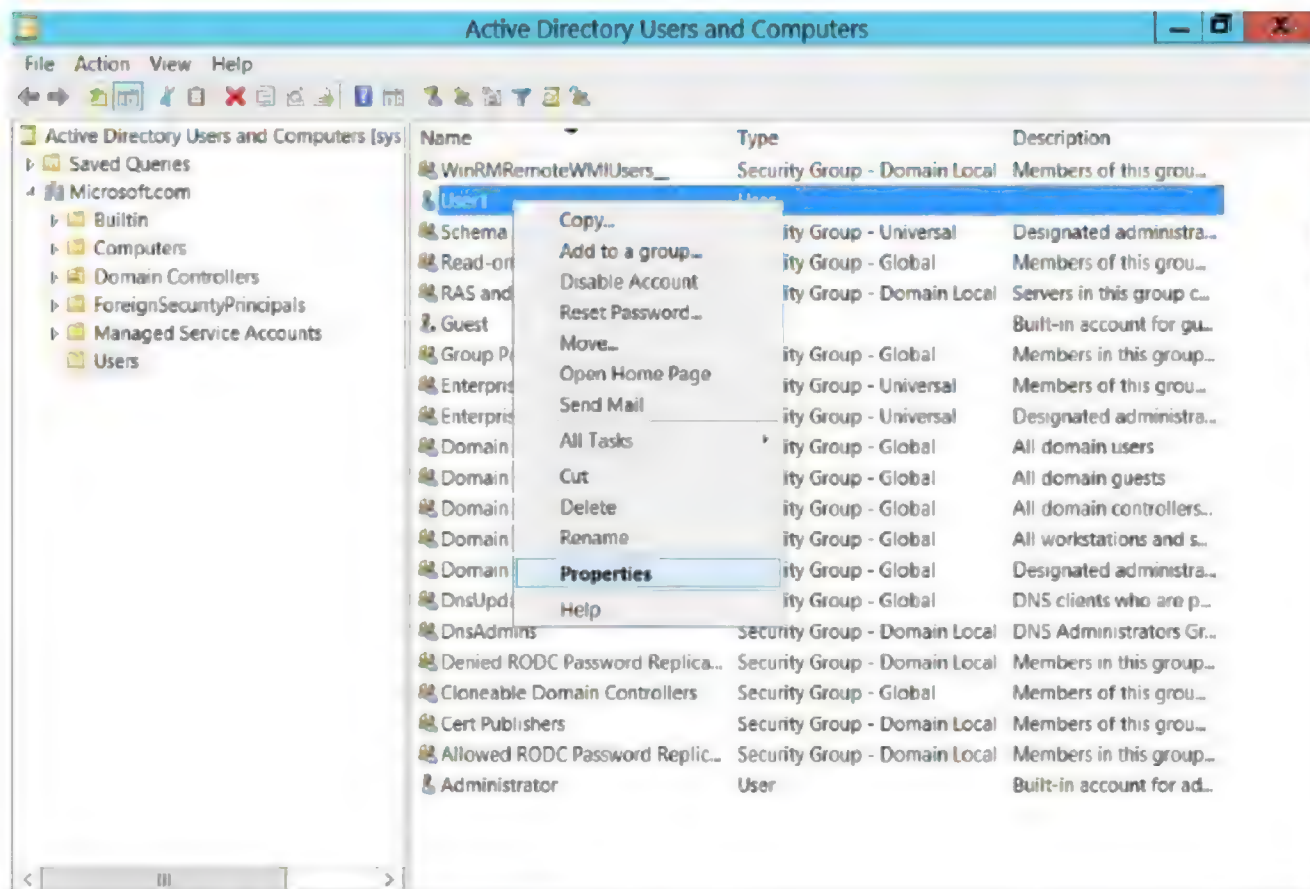 Active Directory Users and Computers
File Action View Help
Active Directory Users and Computers [sys
Saved Queries
Microsoft.com
Builtin
Computers
Domain Controllers
ForeignSecurityPrincipals
Managed Service Accounts
Users
Name Type Description
WinRMRemoteWMIUsers__ Security Group - Domain Local Members of this grou...
User1 User
Schema ity Group - Universal Designated administra...
Read-on ity Group - Global Members of this grou...
RAS and ity Group - Domain Local Servers in this group c...
Guest Built-in account for gu...
Group P ity Group - Global Members in this group...
Enterpris ity Group - Universal Members of this grou...
Enterpris ity Group - Universal Designated administra...
Domain ity Group - Global All domain users
Domain ity Group - Global All domain guests
Domain ity Group - Global All domain controllers...
Domain ity Group - Global All workstations and s...
Domain ity Group - Global Designated administra...
DnsUpda ity Group - Global DNS clients who are p...
DnsAdmins Security Group - Domain Local DNS Administrators Gr...
Denied RODC Password Replica... Security Group - Domain Local Members in this group...
Cloneable Domain Controllers Security Group - Global Members of this grou...
Cert Publishers Security Group - Domain Local Members of this grou...
Allowed RODC Password Replic... Security Group - Domain Local Members in this group...
Administrator User Built-in account for ad...
Copy...
Add to a group...
Disable Account
Reset Password...
Move...
Open Home Page
Send Mail
All Tasks
Cut
Delete
Rename
Properties
Help